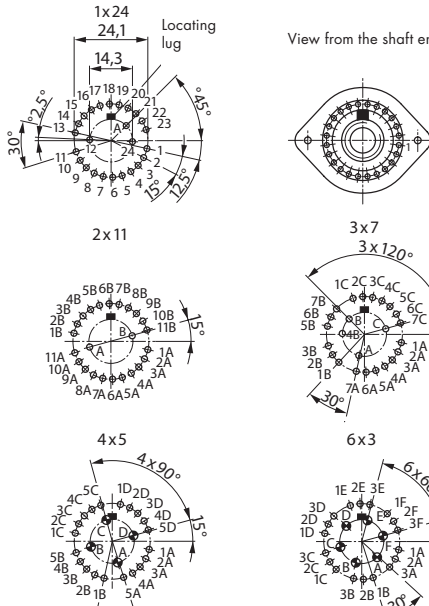 1x24
24,1
14,3
Locating
lug
View from the shaft en
2,5°
30°
45°
15°
12,5°
A
1
2
3
4
5
6
7
8
9
10
11
12
13
14
15
16
17
18
19
20
21
22
23
24
1
2x11
15°
A
B
1A
2A
3A
4A
5A
6A
7A
8A
9A
10A
11A
1B
2B
3B
4B
5B
6B
7B
8B
9B
10B
11B
3x7
3x120°
30°
A
B
C
1A
2A
3A
4A
5A
6A
7A
1B
2B
3B
4B
5B
6B
7B
1C
2C
3C
4C
5C
6C
7C
4x5
4x90°
15°
A
B
C
D
1A
2A
3A
4A
5A
1B
2B
3B
4B
5B
1C
2C
3C
4C
5C
1D
2D
3D
4D
5D
6x3
A
B
C
D
E
F
1A
2A
3A
1B
2B
3B
1C
2C
3C
1D
2D
3D
1E
2E
3E
1F
2F
3F